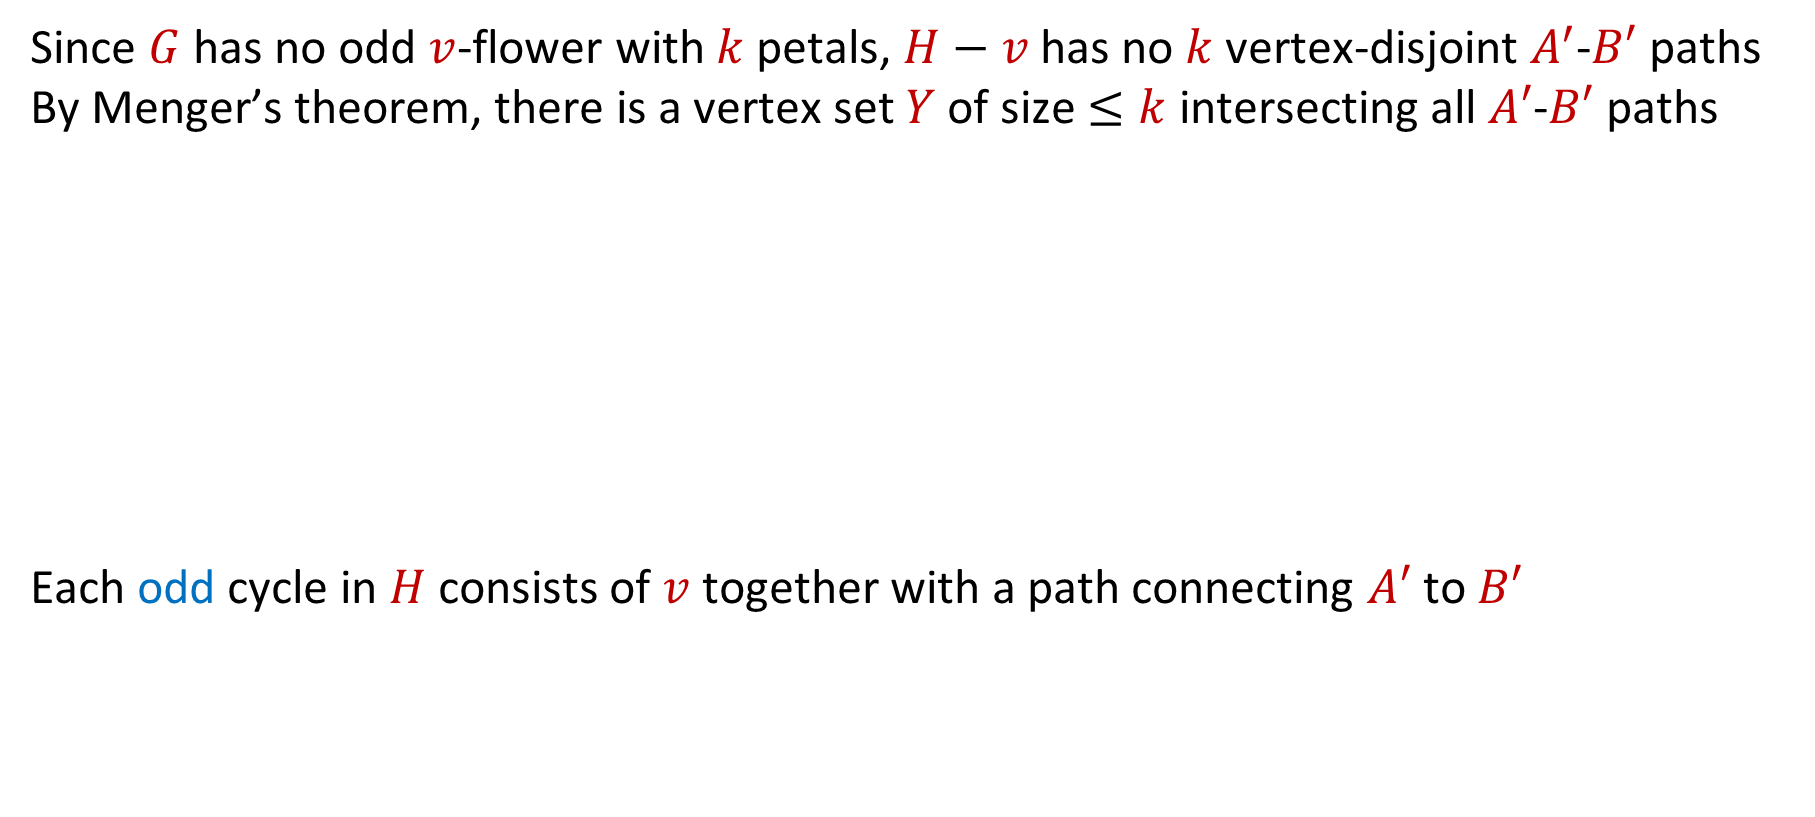 Since G has no odd v-flower with k petals, H − v has no k vertex-disjoint A′-B′ paths
By Menger’s theorem, there is a vertex set Y of size ≤ k intersecting all A′-B′ paths
Each odd cycle in H consists of v together with a path connecting A′ to B′